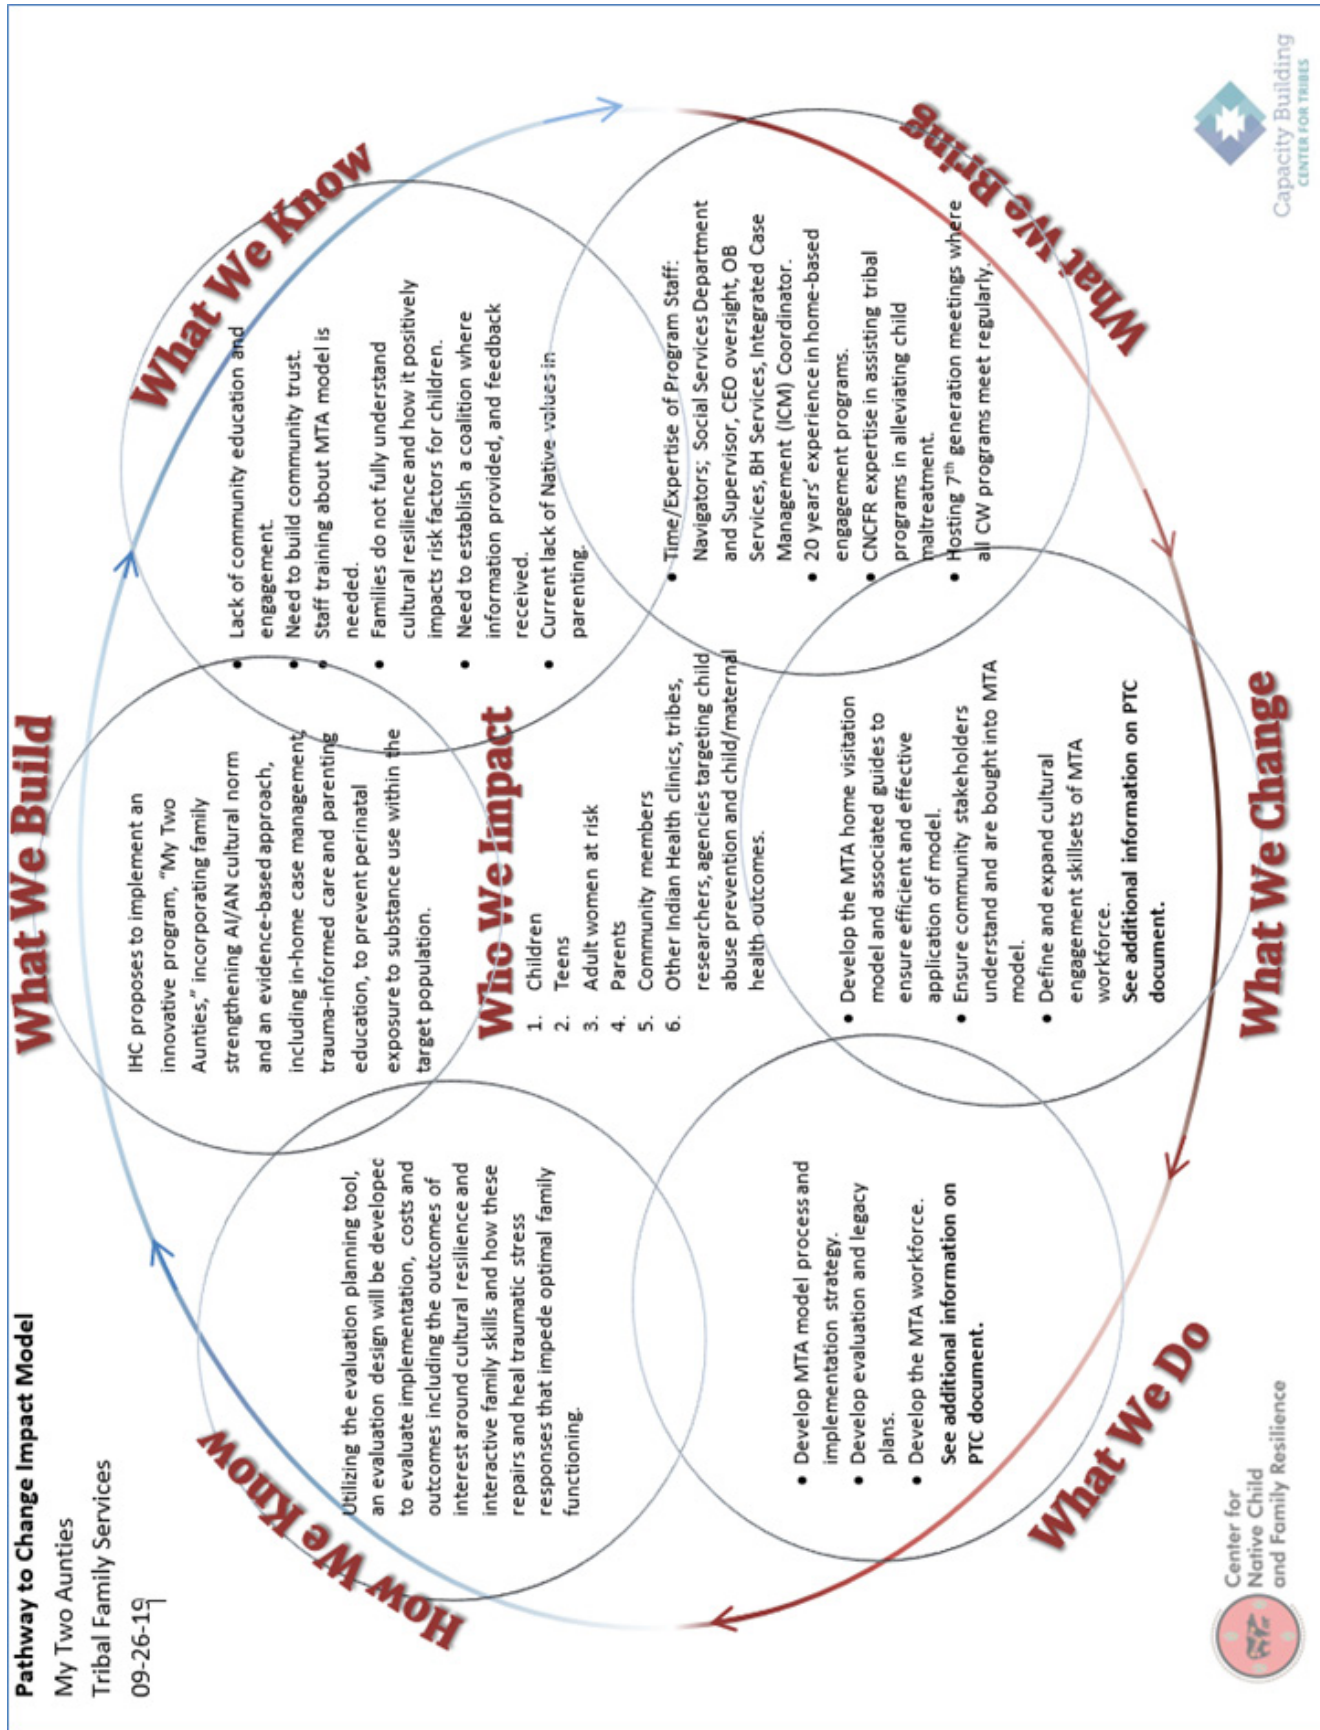 Pathway to Change Impact Model
My Two Aunties
Tribal Family Services
09-26-19
What We Build
IHC proposes to implement an
innovative program, “My Two
Aunties,” incorporating family
strengthening AI/AN cultural norm
and an evidence-based approach,
including in-home case management,
trauma-informed care and parenting
education, to prevent perinatal
exposure to substance use within the
target population.
What We Know
• Lack of community education and
engagement.
• Need to build community trust.
• Staff training about MTA model is
needed.
• Families do not fully understand
cultural resilience and how it positively
impacts risk factors for children.
• Need to establish a coalition where
information provided, and feedback
received.
• Current lack of Native values in
parenting.
What We Bring
• Time/Expertise of Program Staff:
Navigators; Social Services Department
and Supervisor, CEO oversight, OB
Services, BH Services, Integrated Case
Management (ICM) Coordinator.
• 20 years’ experience in home-based
engagement programs.
• CNCFR expertise in assisting tribal
programs in alleviating child
maltreatment.
• Hosting 7th generation meetings where
all CW programs meet regularly.
What We Change
• Develop the MTA home visitation
model and associated guides to
ensure efficient and effective
application of model.
• Ensure community stakeholders
understand and are bought into MTA
model.
• Define and expand cultural
engagement skillsets of MTA
workforce.
See additional information on PTC
document.
What We Do
• Develop MTA model process and
implementation strategy.
• Develop evaluation and legacy
plans.
• Develop the MTA workforce.
See additional information on
PTC document.
How We Know
Utilizing the evaluation planning tool,
an evaluation design will be developed
to evaluate implementation, costs and
outcomes including the outcomes of
interest around cultural resilience and
interactive family skills and how these
repairs and heal traumatic stress
responses that impede optimal family
functioning.
Who We Impact
1. Children
2. Teens
3. Adult women at risk
4. Parents
5. Community members
6. Other Indian Health clinics, tribes,
researchers, agencies targeting child
abuse prevention and child/maternal
health outcomes.
Center for
Native Child
and Family Resilience
Capacity Building
CENTER FOR TRIBES